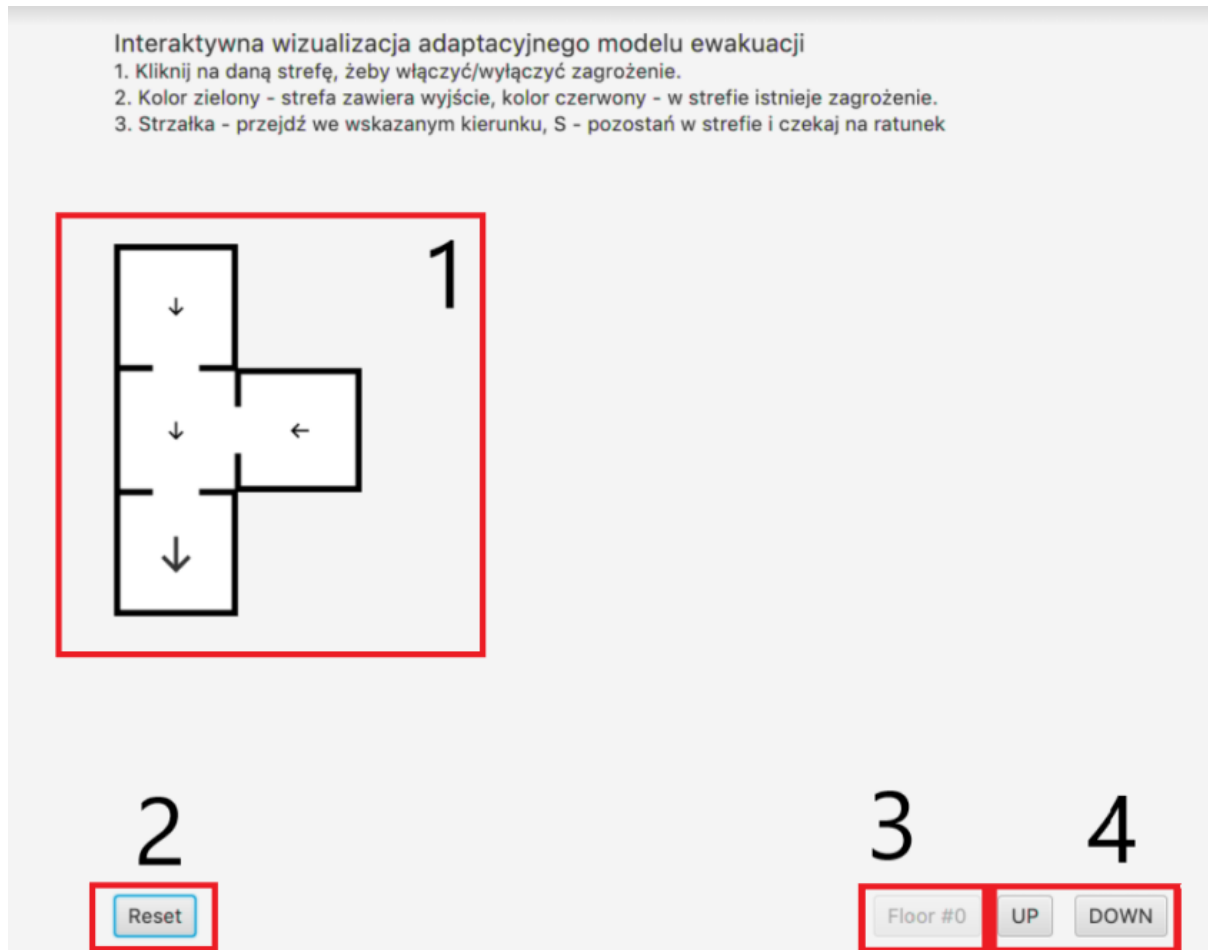 Interaktywna wizualizacja adaptacyjnego modelu ewakuacji
1. Kliknij na daną strefę, żeby włączyć/wyłączyć zagrożenie.
2. Kolor zielony - strefa zawiera wyjście, kolor czerwony - w strefie istnieje zagrożenie.
3. Strzałka - przejdź we wskazanym kierunku, S - pozostań w strefie i czekaj na ratunek
1
2
3
4
Reset
Floor #0
UP
DOWN